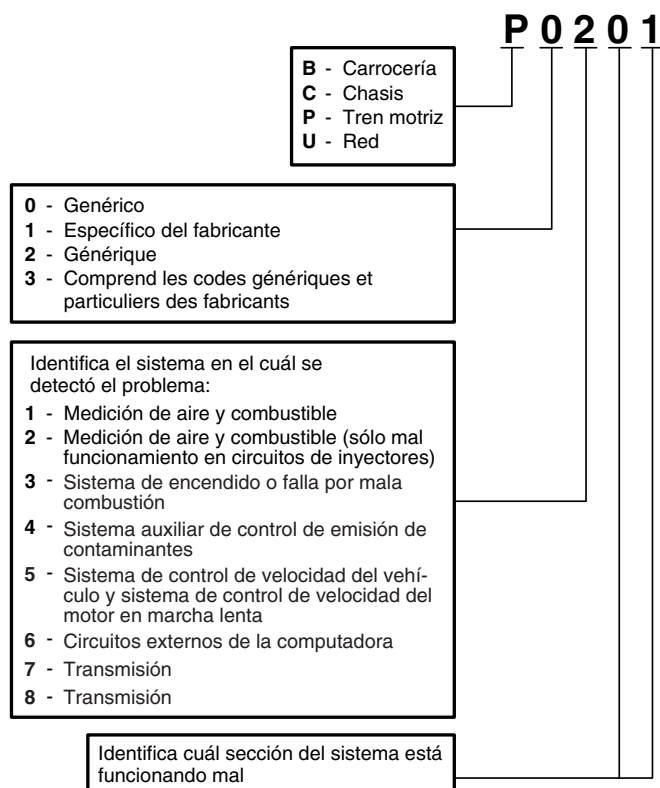 P 0 2 0 1
B - Carrocería
C - Chasis
P - Tren motriz
U - Red
0 - Genérico
1 - Específico del fabricante
2 - Générique
3 - Comprend les codes génériques et
particuliers des fabricants
Identifica el sistema en el cuál se
detectó el problema:
1 - Medición de aire y combustible
2 - Medición de aire y combustible (sólo mal
funcionamiento en circuitos de inyectores)
3 - Sistema de encendido o falla por mala
combustión
4 - Sistema auxiliar de control de emisión de
contaminantes
5 - Sistema de control de velocidad del vehí-
culo y sistema de control de velocidad del
motor en marcha lenta
6 - Circuitos externos de la computadora
7 - Transmisión
8 - Transmisión
Identifica cuál sección del sistema está
funcionando mal